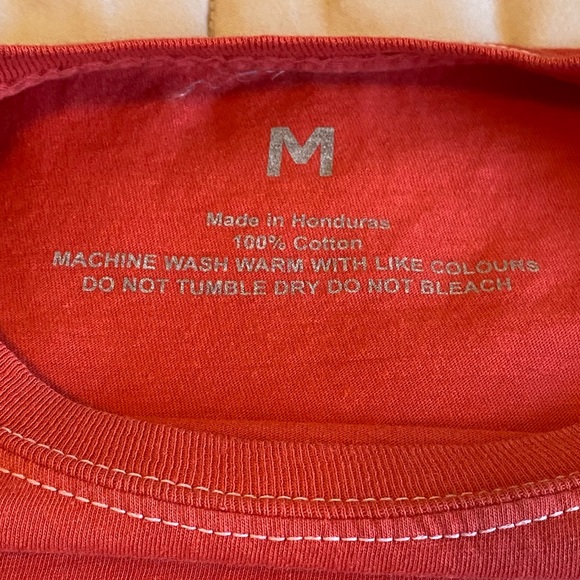 M
Made in Honduras
100% Cotton
MACHINE WASH WARM WITH LIKE COLOURS
DO NOT TUMBLE DRY DO NOT BLEACH